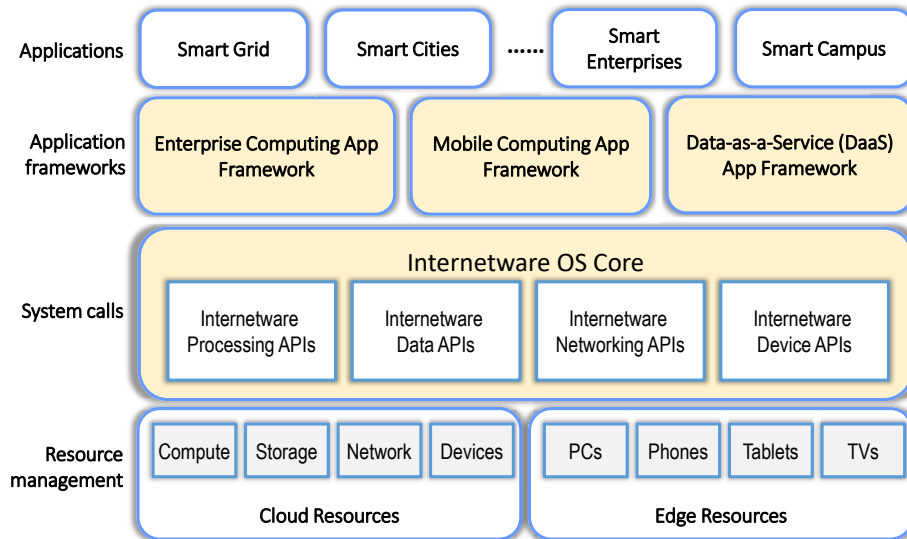 Applications
Smart Grid
Smart Cities
......
Smart
Enterprises
Smart Campus
Application
frameworks
Enterprise Computing App
Framework
Mobile Computing App
Framework
Data-as-a-Service (DaaS)
App Framework
System calls
Internetware OS Core
Internetware
Processing APIs
Internetware
Data APIs
Internetware
Networking APIs
Internetware
Device APIs
Resource
management
Compute
Storage
Network
Devices
Cloud Resources
PCs
Phones
Tablets
TVs
Edge Resources